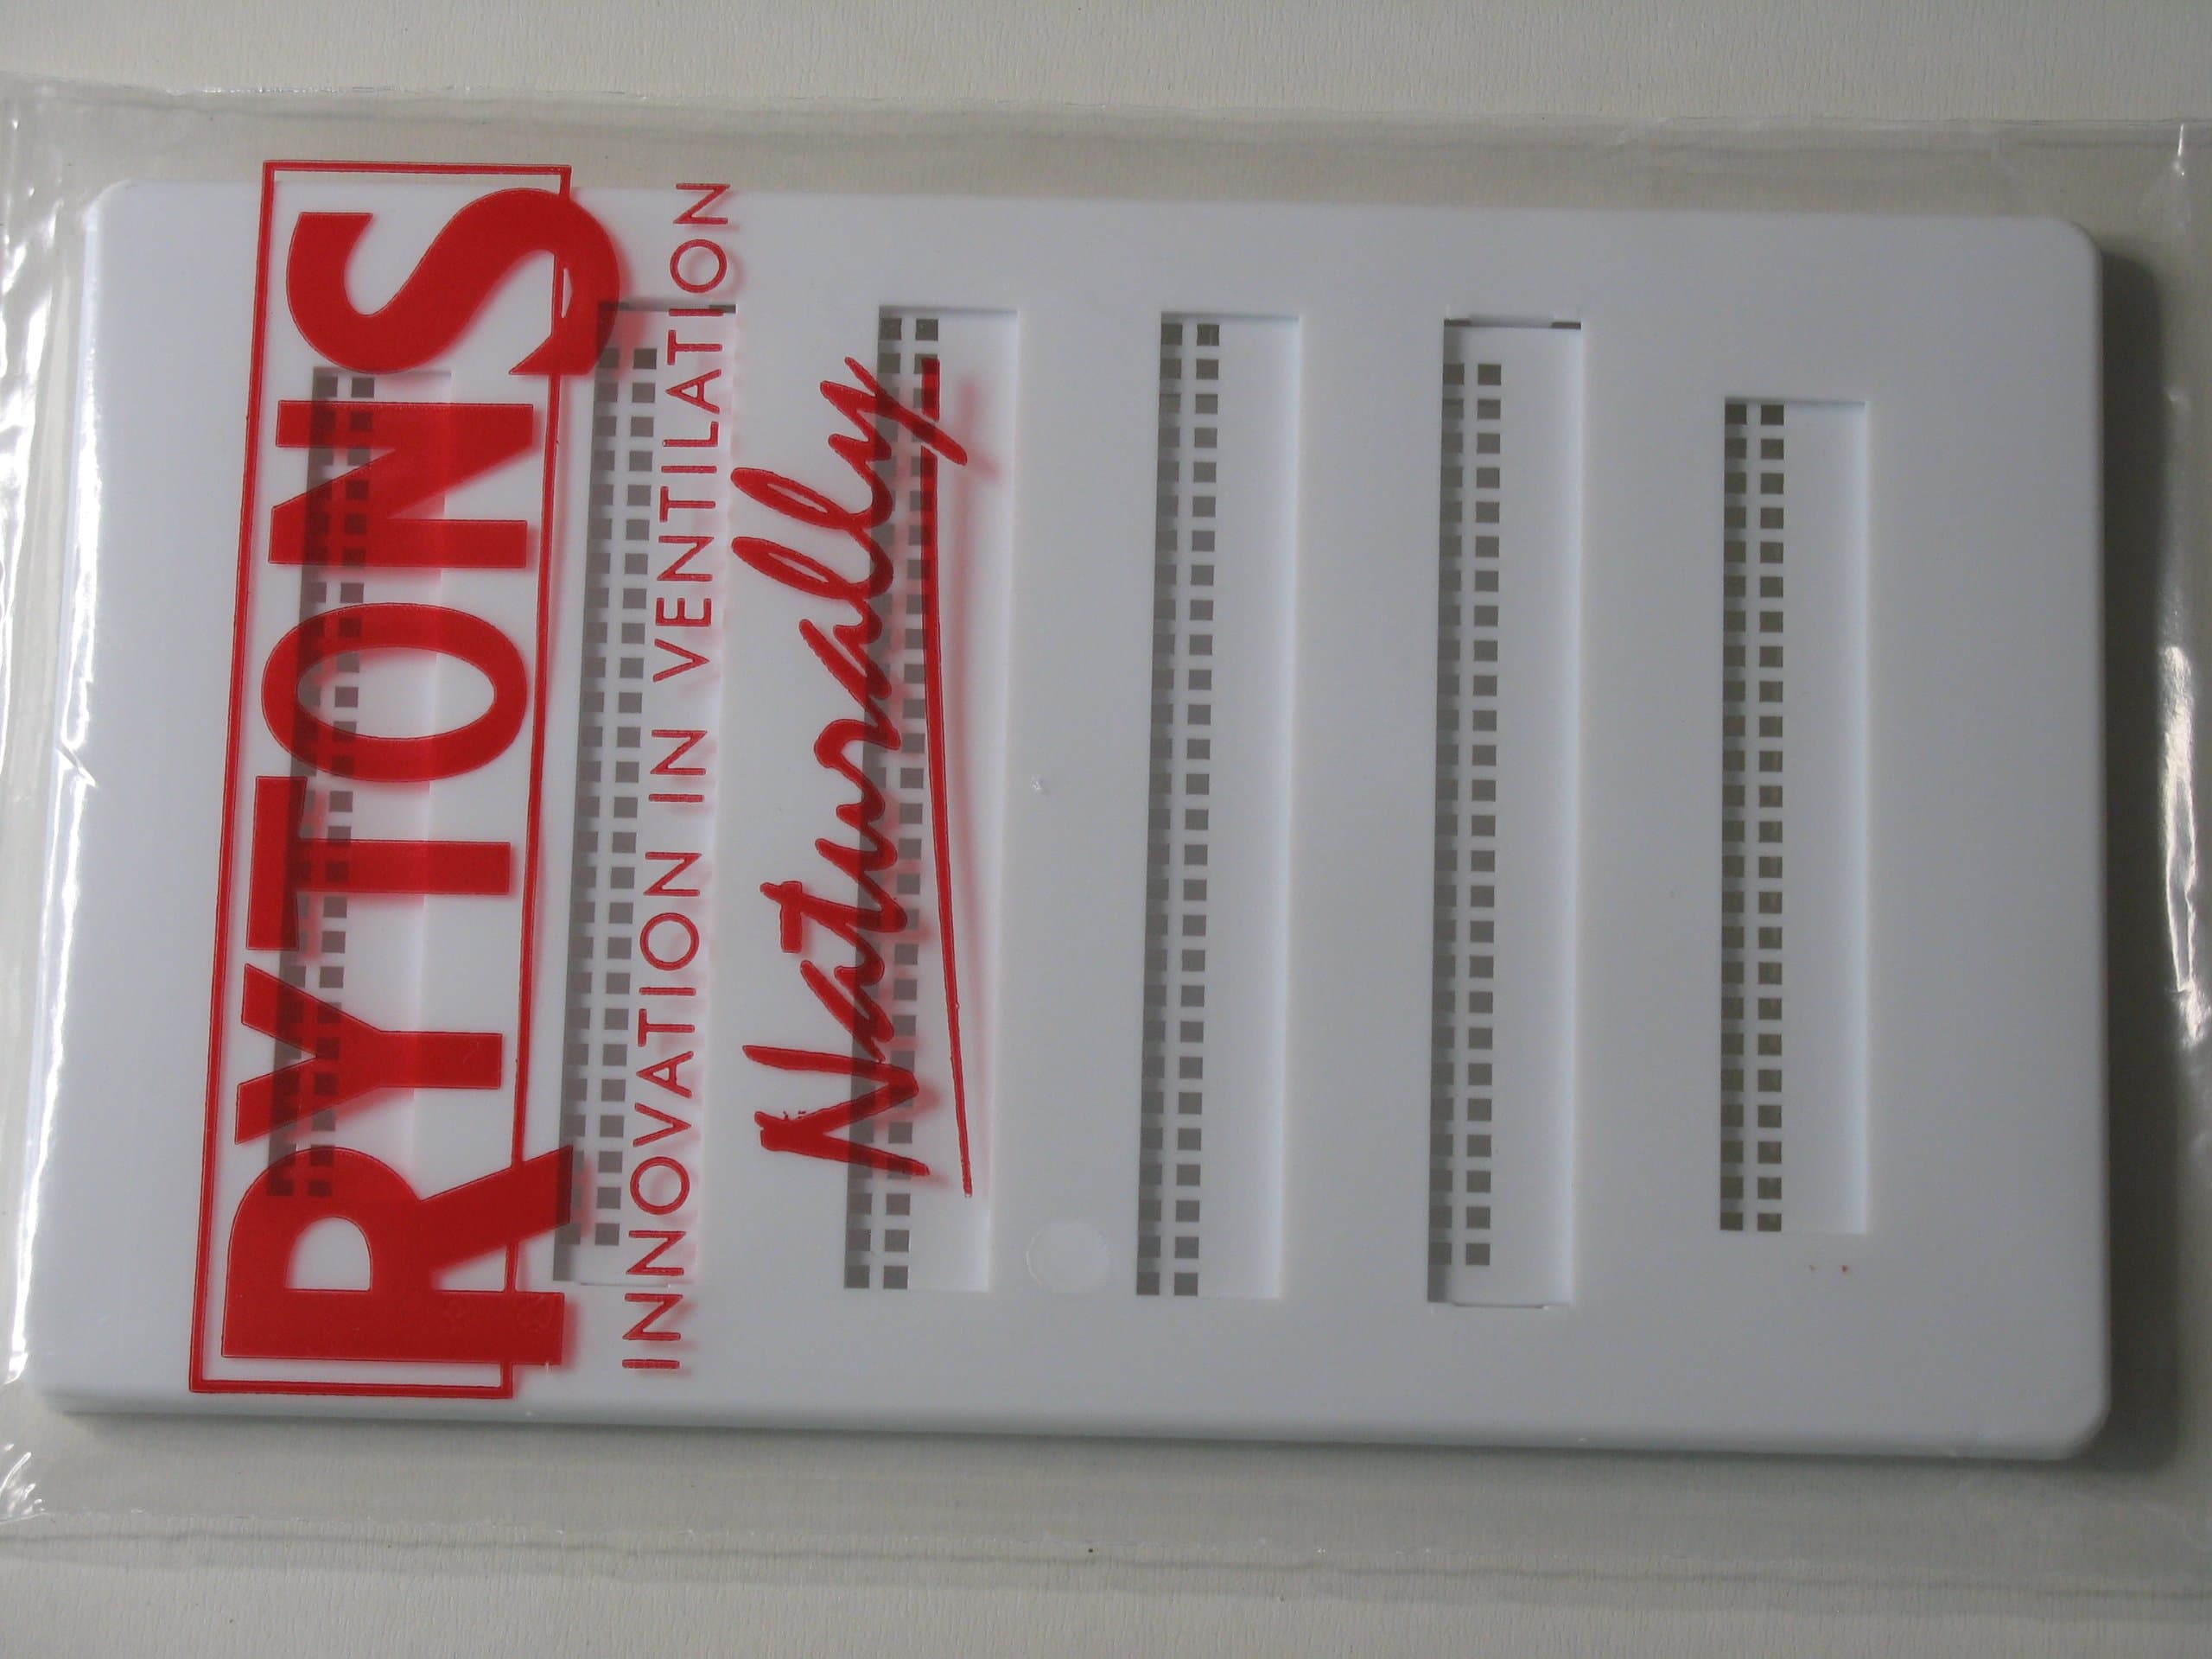 RYTONS
INNOVATION IN VENTILATION
Naturally